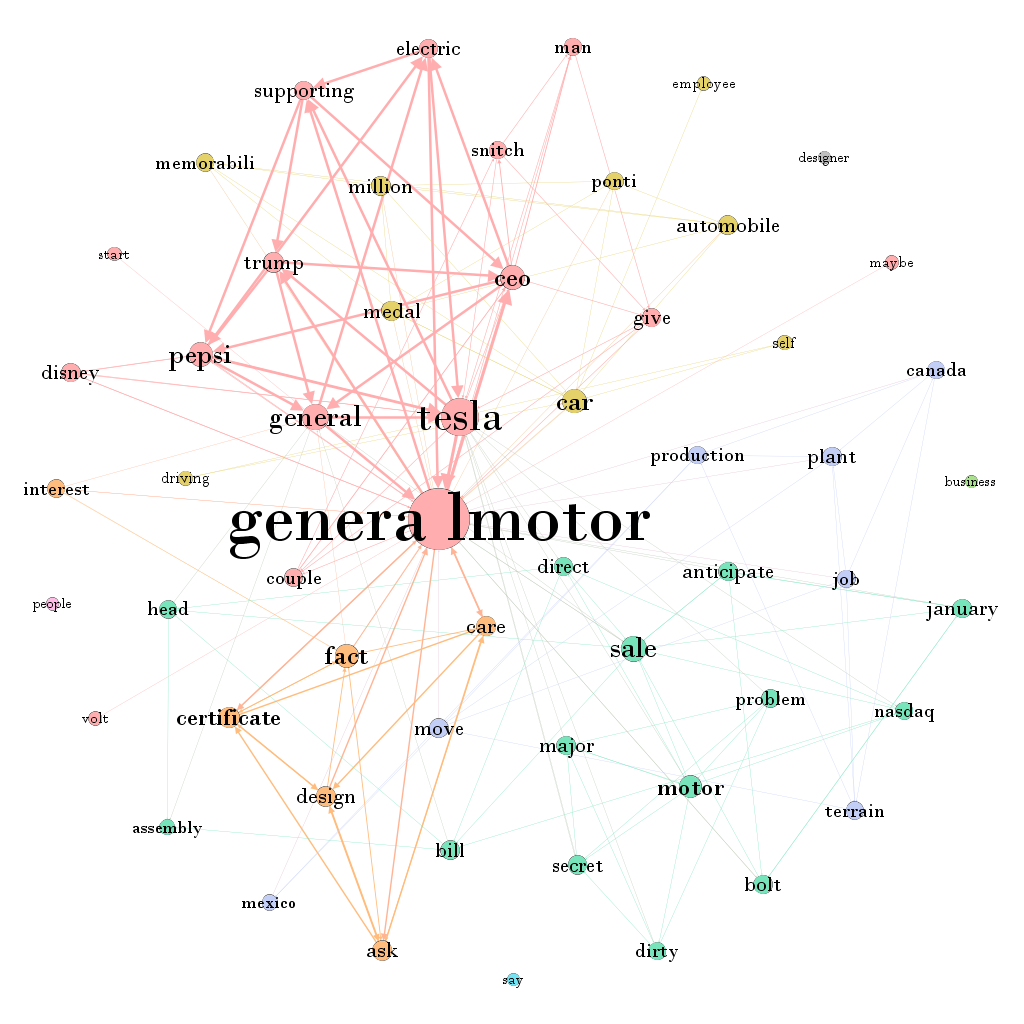 electric
man
employee
supporting
snitch
designer
memorabili
million
ponti
automobile
start
trump
ceo
maybe
medal
give
pepsi
self
disney
canada
general
tesla
car
production
plant
interest
driving
business
genera lmotor
couple
direct
anticipate
job
people
head
january
care
fact
sale
certificate
volt
move
problem
nasdaq
major
design
motor
terrain
assembly
bill
secret
bolt
mexico
ask
dirty
say